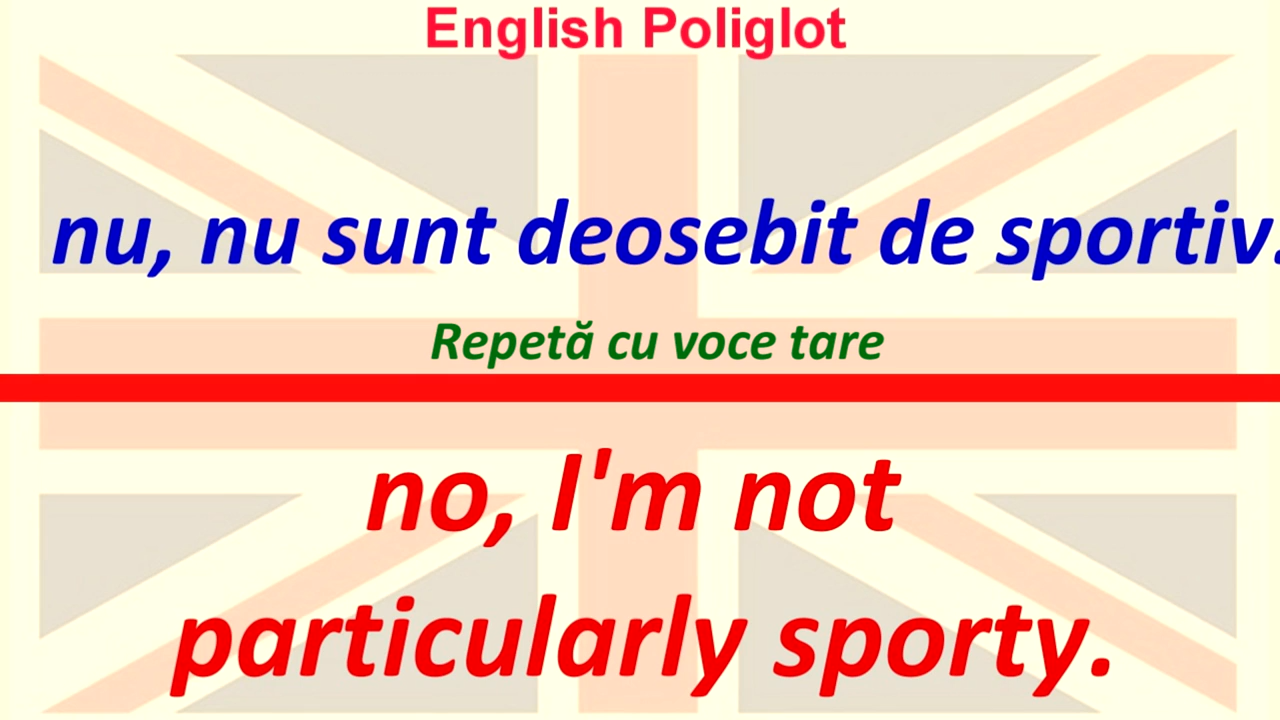 English Poliglot
nu, nu sunt deosebit de sportiv.
Repetă cu voce tare
no, I'm not
particularly sporty.